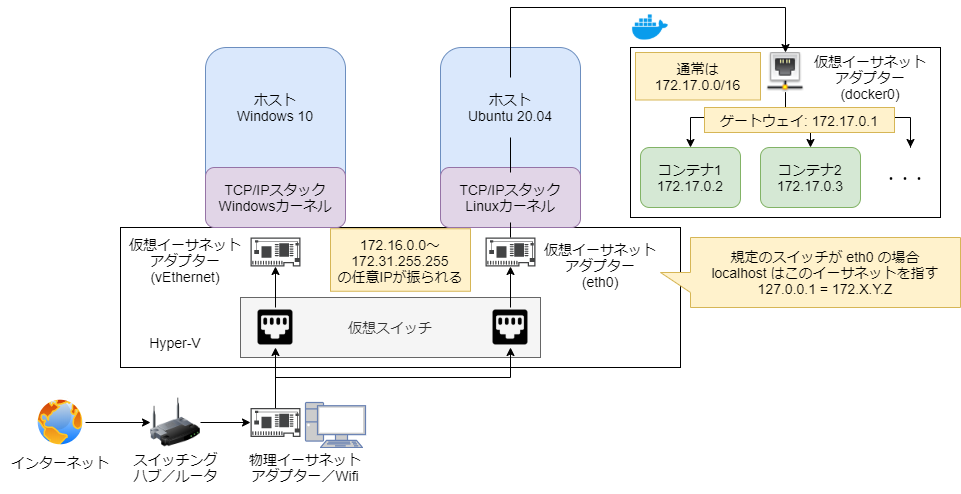 ホスト
Windows 10
TCP/IPスタック
Windowsカーネル
ホスト
Ubuntu 20.04
TCP/IPスタック
Linuxカーネル
通常は
172.17.0.0/16
仮想イーサネット
アダプター
(docker0)
ゲートウェイ: 172.17.0.1
コンテナ1
172.17.0.2
コンテナ2
172.17.0.3
・・・
仮想イーサネット
アダプター
(vEthernet)
172.16.0.0～
172.31.255.255
の任意IPが振られる
仮想イーサネット
アダプター
(eth0)
規定のスイッチが eth0 の場合
localhost はこのイーサネットを指す
127.0.0.1 = 172.X.Y.Z
仮想スイッチ
Hyper-V
インターネット
スイッチング
ハブ／ルータ
物理イーサネット
アダプター／Wifi